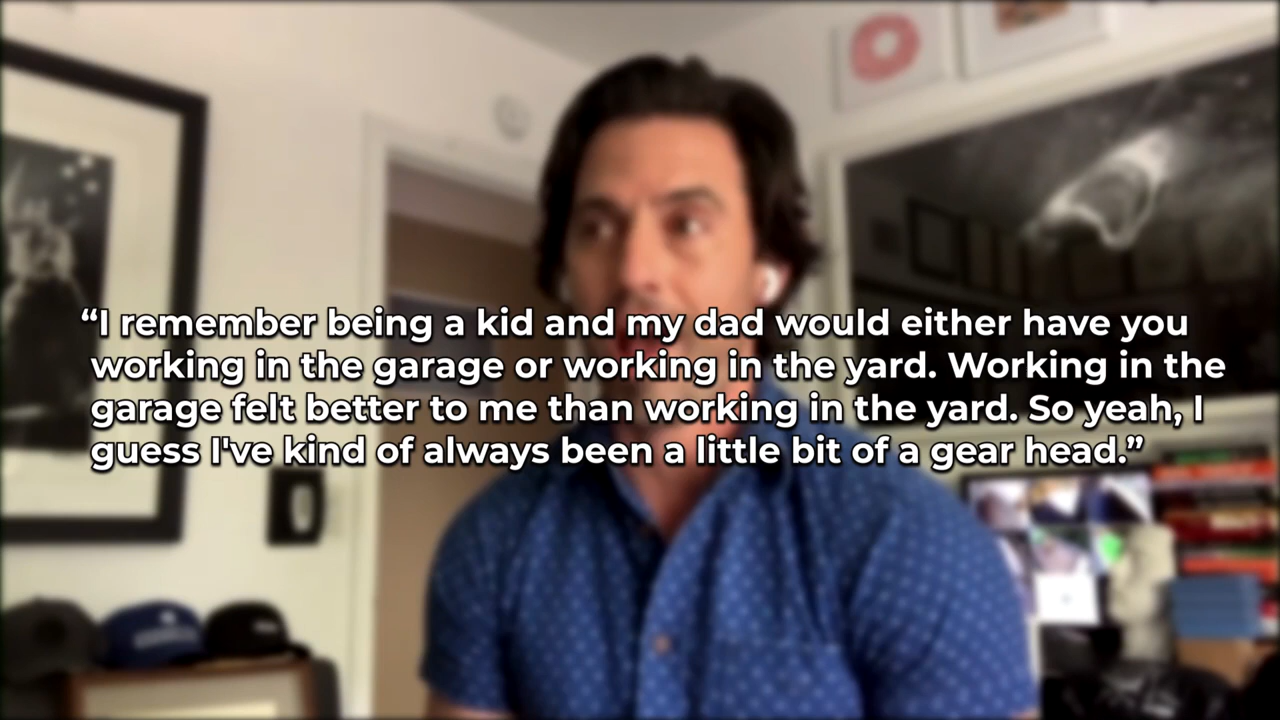 “I remember being a kid and my dad would either have you
working in the garage or working in the yard. Working in the
garage felt better to me than working in the yard. So yeah, I
guess I've kind of always been a little bit of a gear head.”